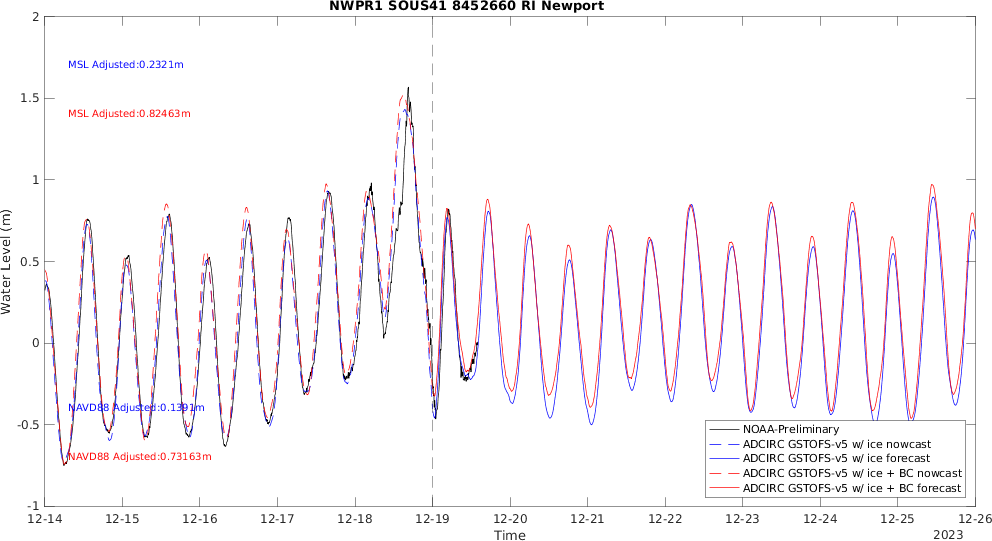 NWPR1 SOUS41 8452660 RI Newport
2
1.5
1
0.5
0
-0.5
-1
Water Level (m)
MSL Adjusted:0.2321m
MSL Adjusted:0.82463m
NAVD88 Adjusted:0.1391m
NAVD88 Adjusted:0.73163m
NOAA-Preliminary
ADCIRC GSTOFS-v5 w/ ice nowcast
ADCIRC GSTOFS-v5 w/ ice forecast
ADCIRC GSTOFS-v5 w/ ice + BC nowcast
ADCIRC GSTOFS-v5 w/ ice + BC forecast
12-14 12-15 12-16 12-17 12-18 12-19 12-20 12-21 12-22 12-23 12-24 12-25 12-26
Time
2023